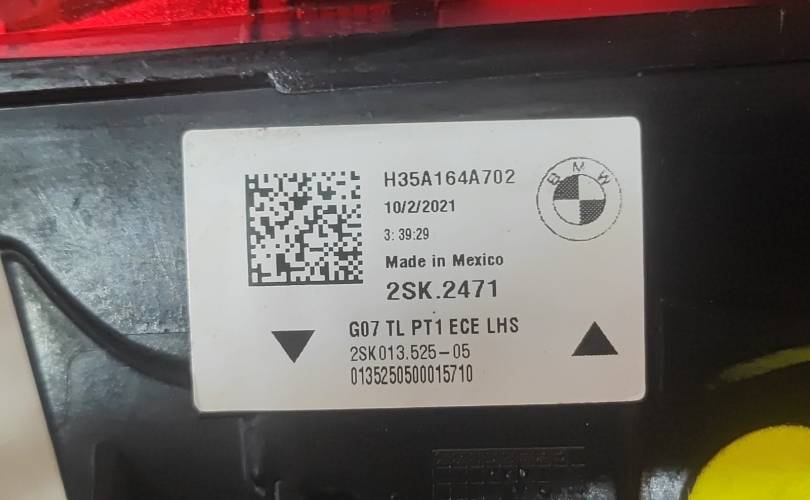 H35A164A702
BMW
10/2/2021
3: 39:29
Made in Mexico
2SK.2471
G07 TL PT1 ECE LHS
2SK013.525-05
0135250500015710